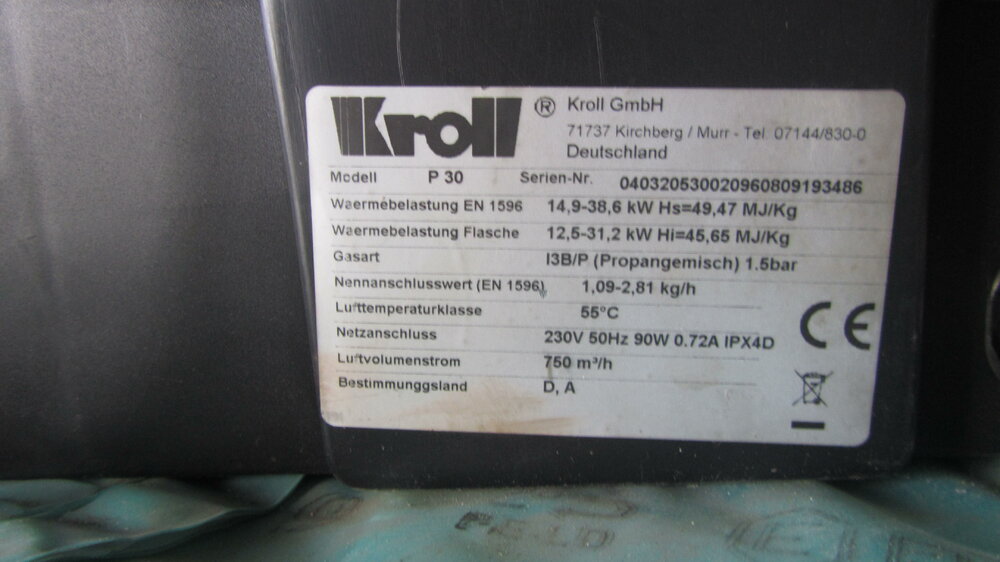 Kroll ® Kroll GmbH
71737 Kirchberg / Murr - Tel. 07144/830-0
Deutschland
Modell P 30 Serien-Nr. 040320530020960809193486
Waermebelastung EN 1596 14,9-38,6 kW Hs=49,47 MJ/Kg
Waermebelastung Flasche 12,5-31,2 kW Hi=45,65 MJ/Kg
Gasart I3B/P (Propangemisch) 1.5bar
Nennanschlusswert (EN 1596) 1,09-2,81 kg/h
Lufttemperaturklasse 55°C
Netzanschluss 230V 50Hz 90W 0.72A IPX4D
Luftvolumenstrom 750 m³/h
Bestimmunggsland D, A
CE